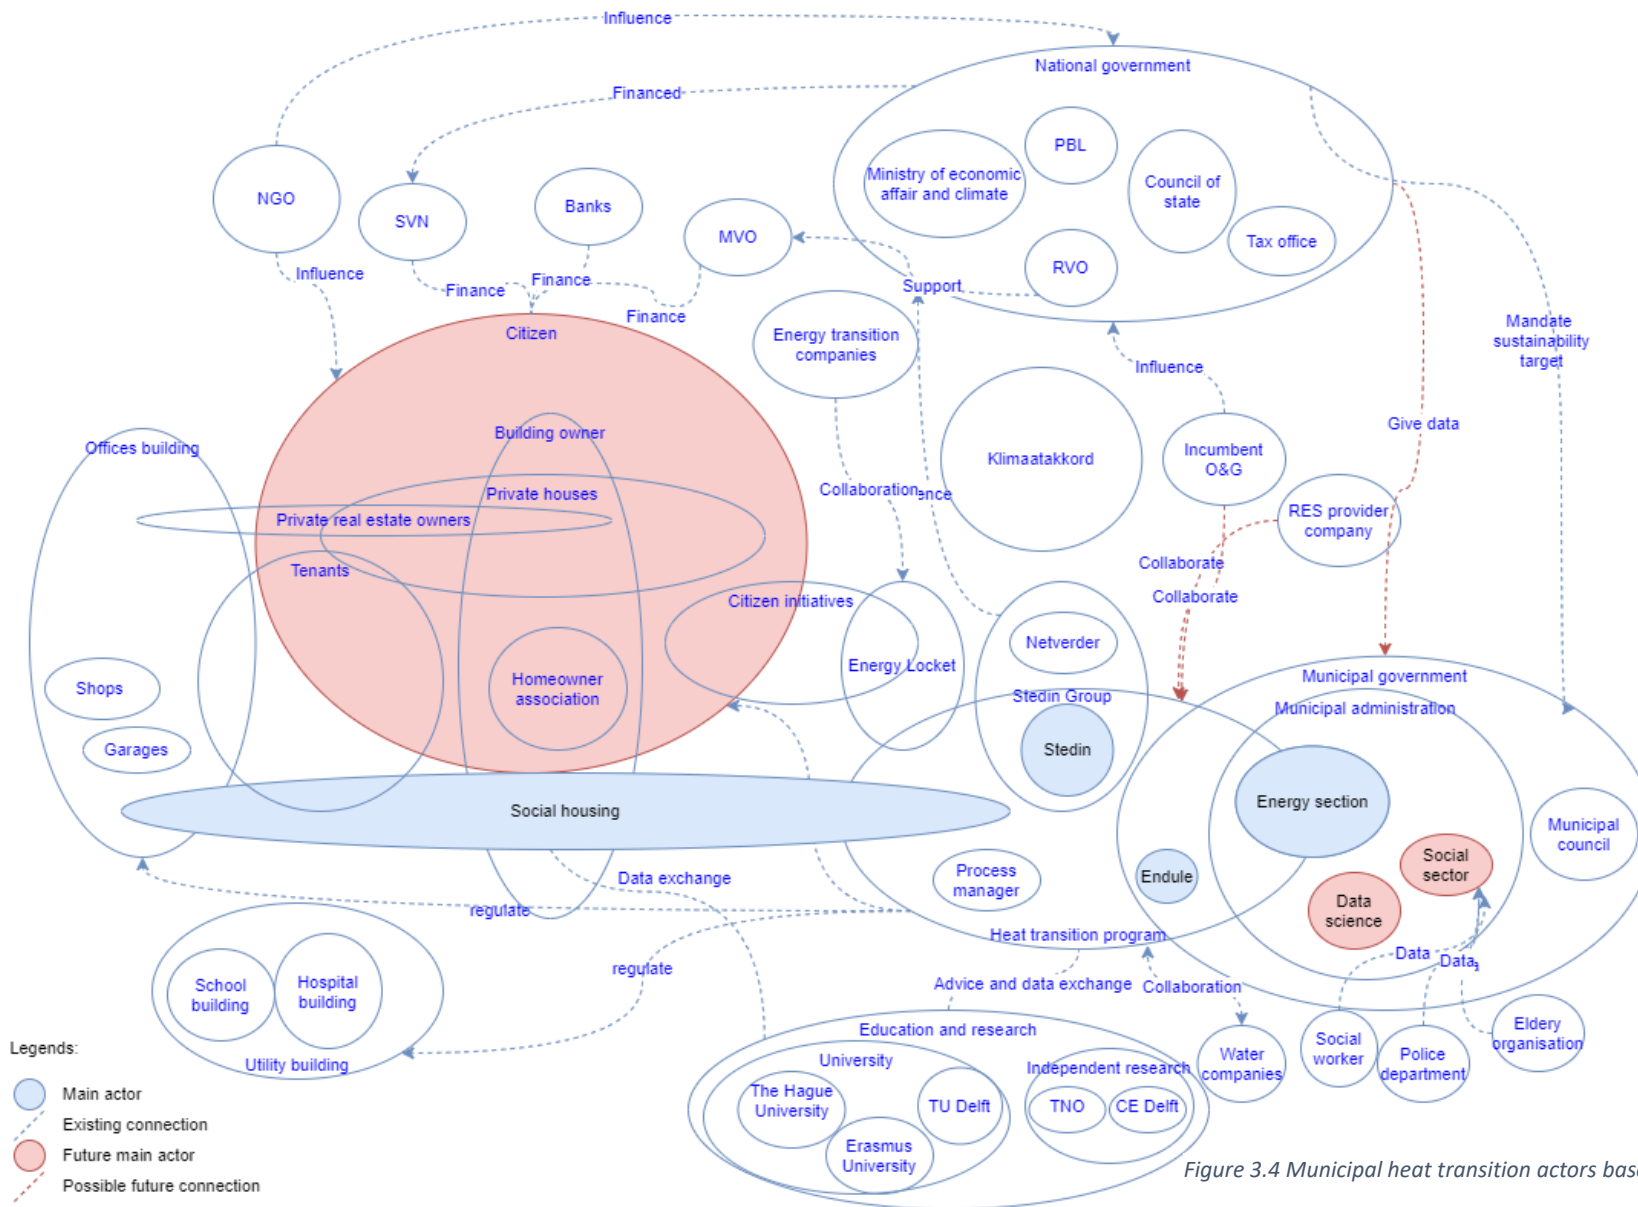 Influence
National government
Financed
PBL
Ministry of economic
affair and climate
Council of
state
NGO
SVN
Banks
MVO
Tax office
RVO
Support
Influence
Finance
Finance
Finance
Citizen
Energy transition
companies
Mandate
sustainability
target
Influence
Give data
Building owner
Offices building
Klimaatakkord
Incumbent
O&G
Collaboration
ence
Private houses
Private real estate owners
RES provider
company
Collaborate
Collaborate
Tenants
Citizen initiatives
Netverder
Energy Locket
Homeowner
association
Shops
Stedin Group
Municipal government
Municipal administration
Garages
Stedin
Energy section
Social housing
Municipal
council
Social
sector
Process
manager
Endule
Data exchange
Data
science
regulate
Heat transition program
Data
Data
regulate
Advice and data exchange
Collaboration
School
building
Hospital
building
Education and research
Eldery
organisation
Legends:
Utility building
University
Independent research
Water
companies
Social
worker
Police
department
Main actor
The Hague
University
TU Delft
TNO
CE Delft
Existing connection
Erasmus
University
Future main actor
Figure 3.4 Municipal heat transition actors bas
Possible future connection